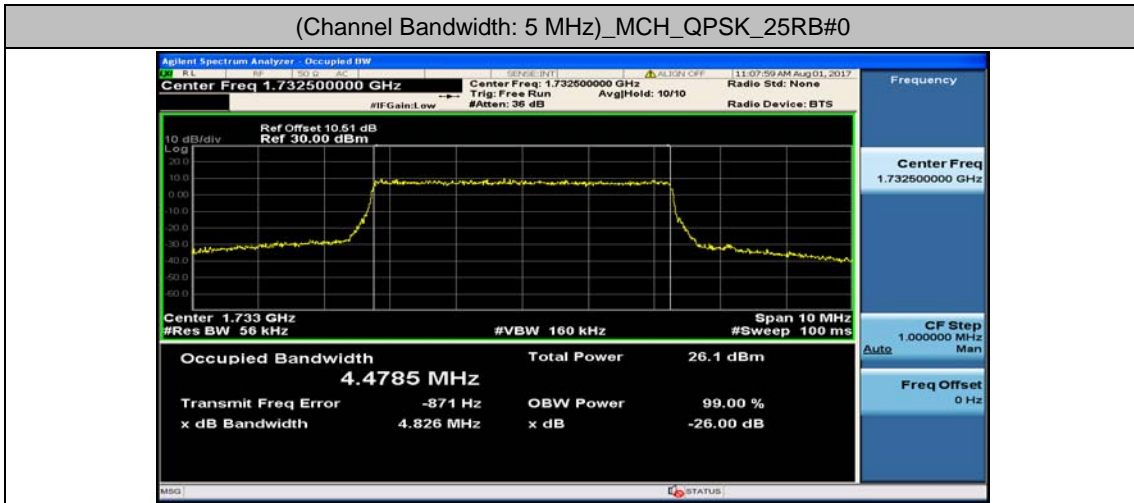 (Channel Bandwidth: 5 MHz)_MCH_QPSK_25RB#0
Agilent Spectrum Analyzer - Occupied BW
LXI RL RF 50 Ω AC SENSE:INT ALIGN OFF 11:07:59 AM Aug 01, 2017
Center Freq 1.732500000 GHz
Center Freq: 1.732500000 GHz
Radio Std: None
Trig: Free Run Avg|Hold: 10/10
#IFGain:Low
#Atten: 36 dB
Radio Device: BTS
Frequency
Ref Offset 10.51 dB
10 dB/div Ref 30.00 dBm
Log
20.0
10.0
0.00
-10.0
-20.0
-30.0
-40.0
-50.0
-60.0
Center 1.733 GHz Span 10 MHz
#Res BW 56 kHz #VBW 160 kHz #Sweep 100 ms
Occupied Bandwidth Total Power 26.1 dBm
4.4785 MHz
Transmit Freq Error -871 Hz OBW Power 99.00 %
x dB Bandwidth 4.826 MHz x dB -26.00 dB
Center Freq
1.732500000 GHz
CF Step
1.000000 MHz
Auto Man
Freq Offset
0 Hz
MSG STATUS